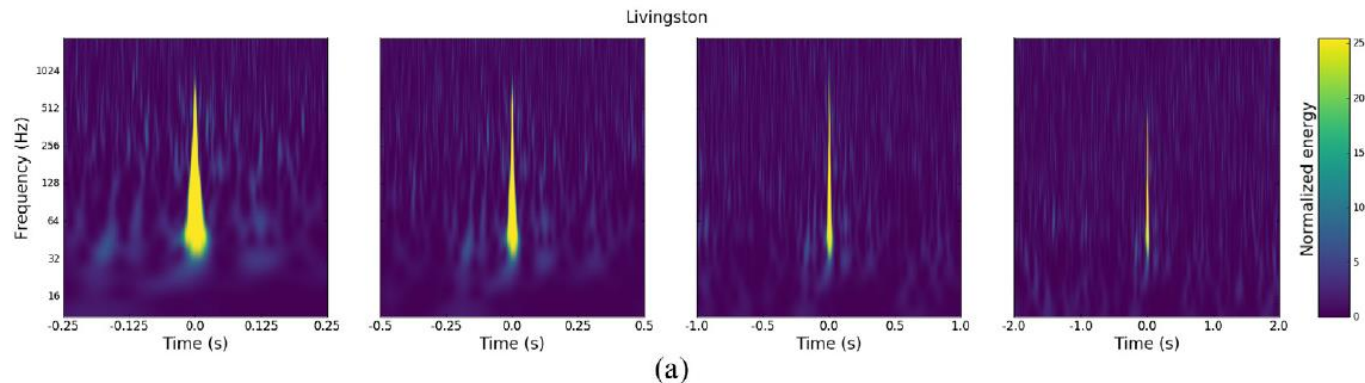 Livingston
Frequency (Hz)
1024
512
256
128
64
32
16
-0.25 -0.125 0.0 0.125 0.25
Time (s)
-0.5 -0.25 0.0 0.25 0.5
Time (s)
-1.0 -0.5 0.0 0.5 1.0
Time (s)
-2.0 -1.0 0.0 1.0 2.0
Time (s)
Normalized energy
25
20
15
10
5
0
(a)